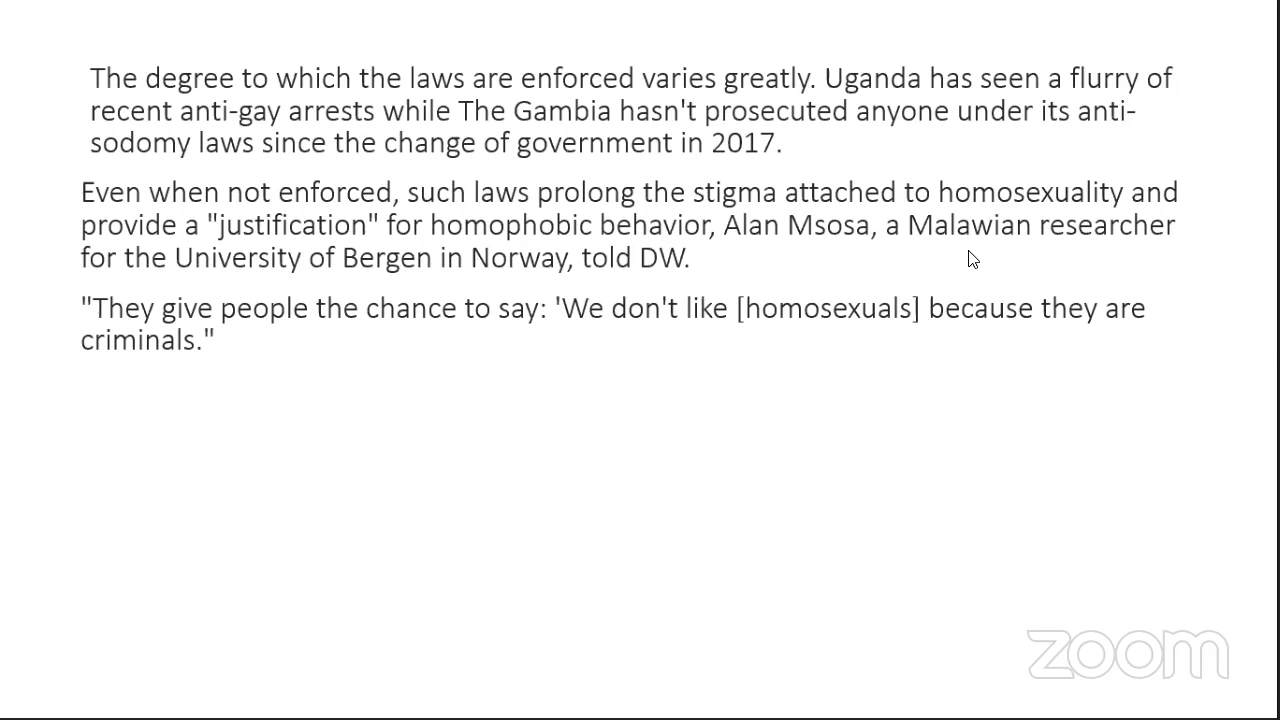 The degree to which the laws are enforced varies greatly. Uganda has seen a flurry of
recent anti-gay arrests while The Gambia hasn't prosecuted anyone under its anti-
sodomy laws since the change of government in 2017.
Even when not enforced, such laws prolong the stigma attached to homosexuality and
provide a "justification" for homophobic behavior, Alan Msosa, a Malawian researcher
for the University of Bergen in Norway, told DW.
"They give people the chance to say: 'We don't like [homosexuals] because they are
criminals."
zoom